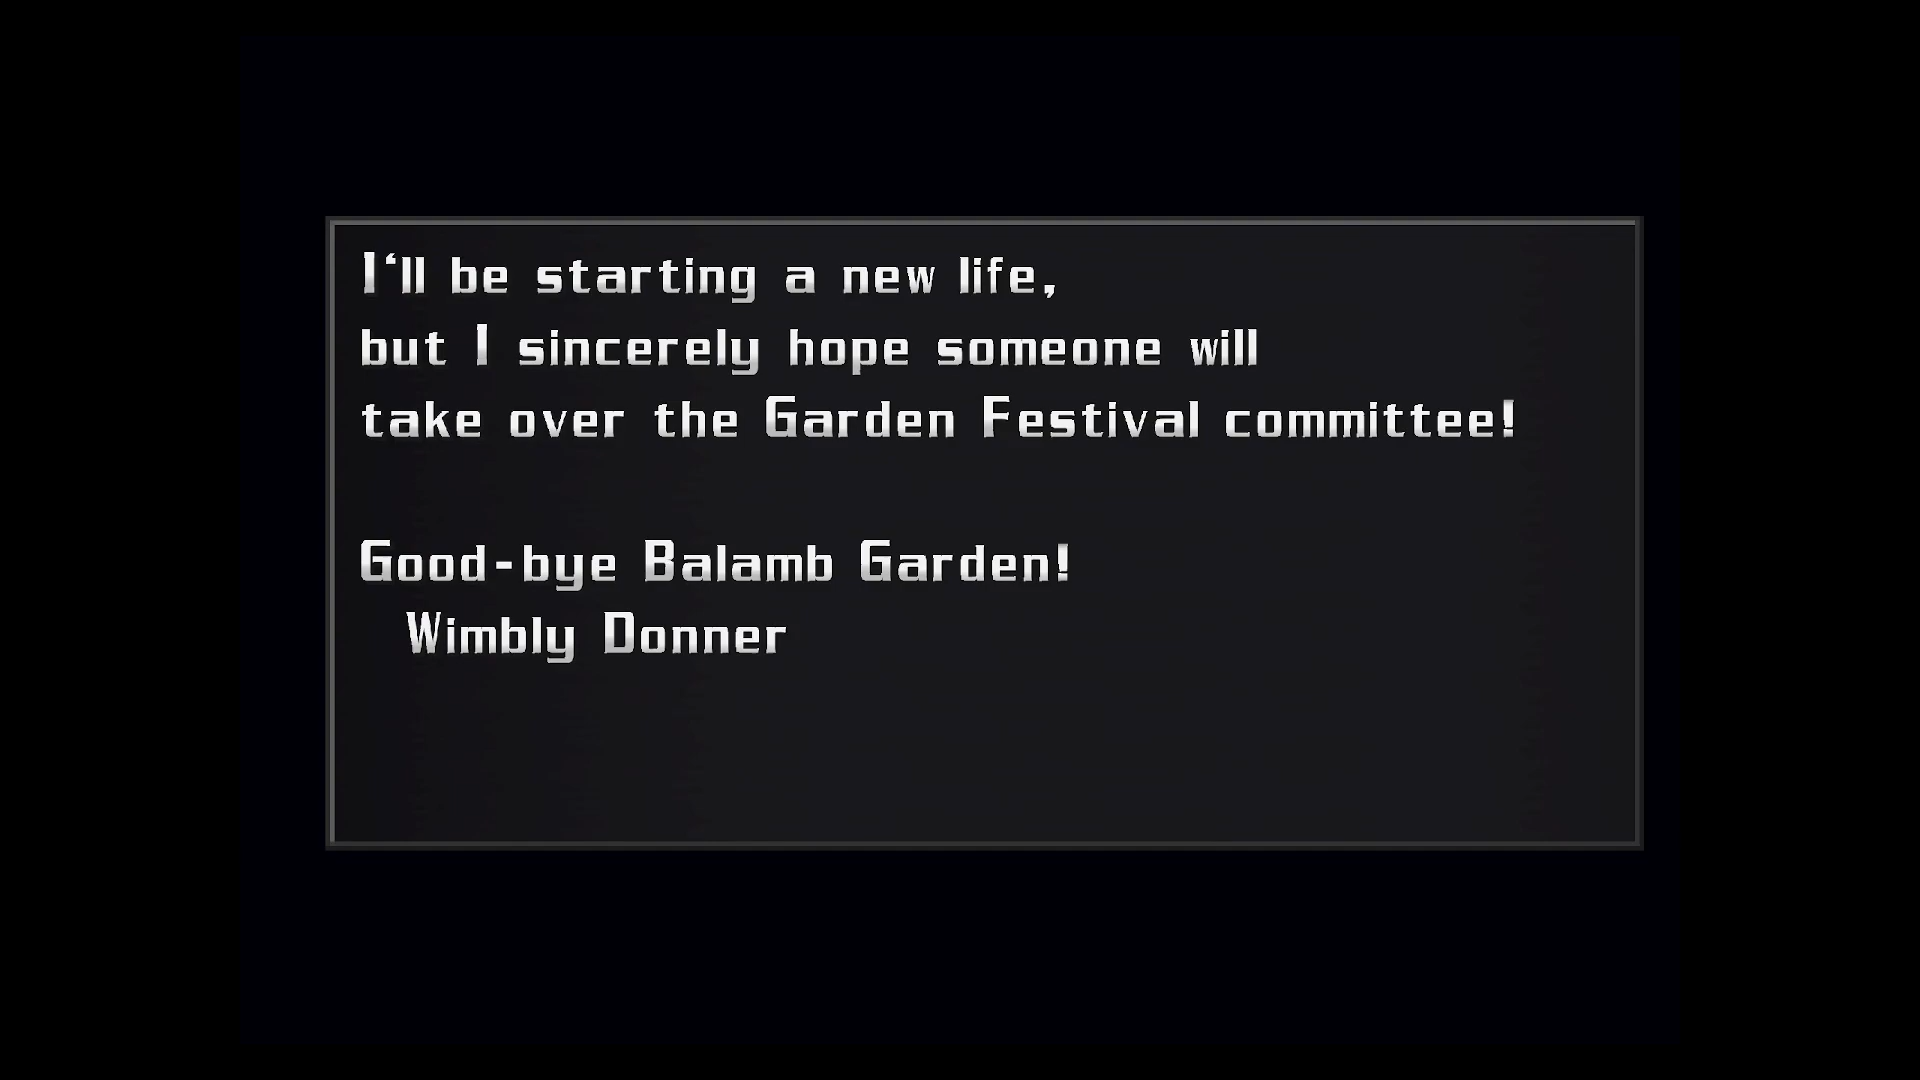 I‘ll be starting a new life,
but I sincerely hope someone will
take over the Garden Festival committee!
Good-bye Balamb Garden!
Wimbly Donner